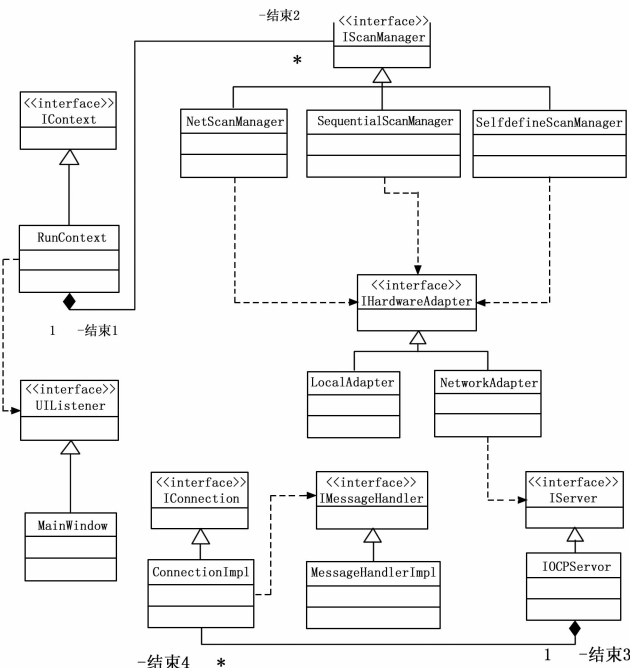 -结束2
<<interface>>
IScanManager
*
<<interface>>
IContext
NetScanManager
SequentialScanManager
SelfdefineScanManager
RunContext
<<interface>>
IHardwareAdapter
1 -结束1
LocalAdapter
NetworkAdapter
<<interface>>
UIListener
<<interface>>
IConnection
<<interface>>
IMessageHandler
<<interface>>
IServer
MainWindow
ConnectionImpl
MessageHandlerImpl
IOCPServor
-结束4 *
1 -结束3